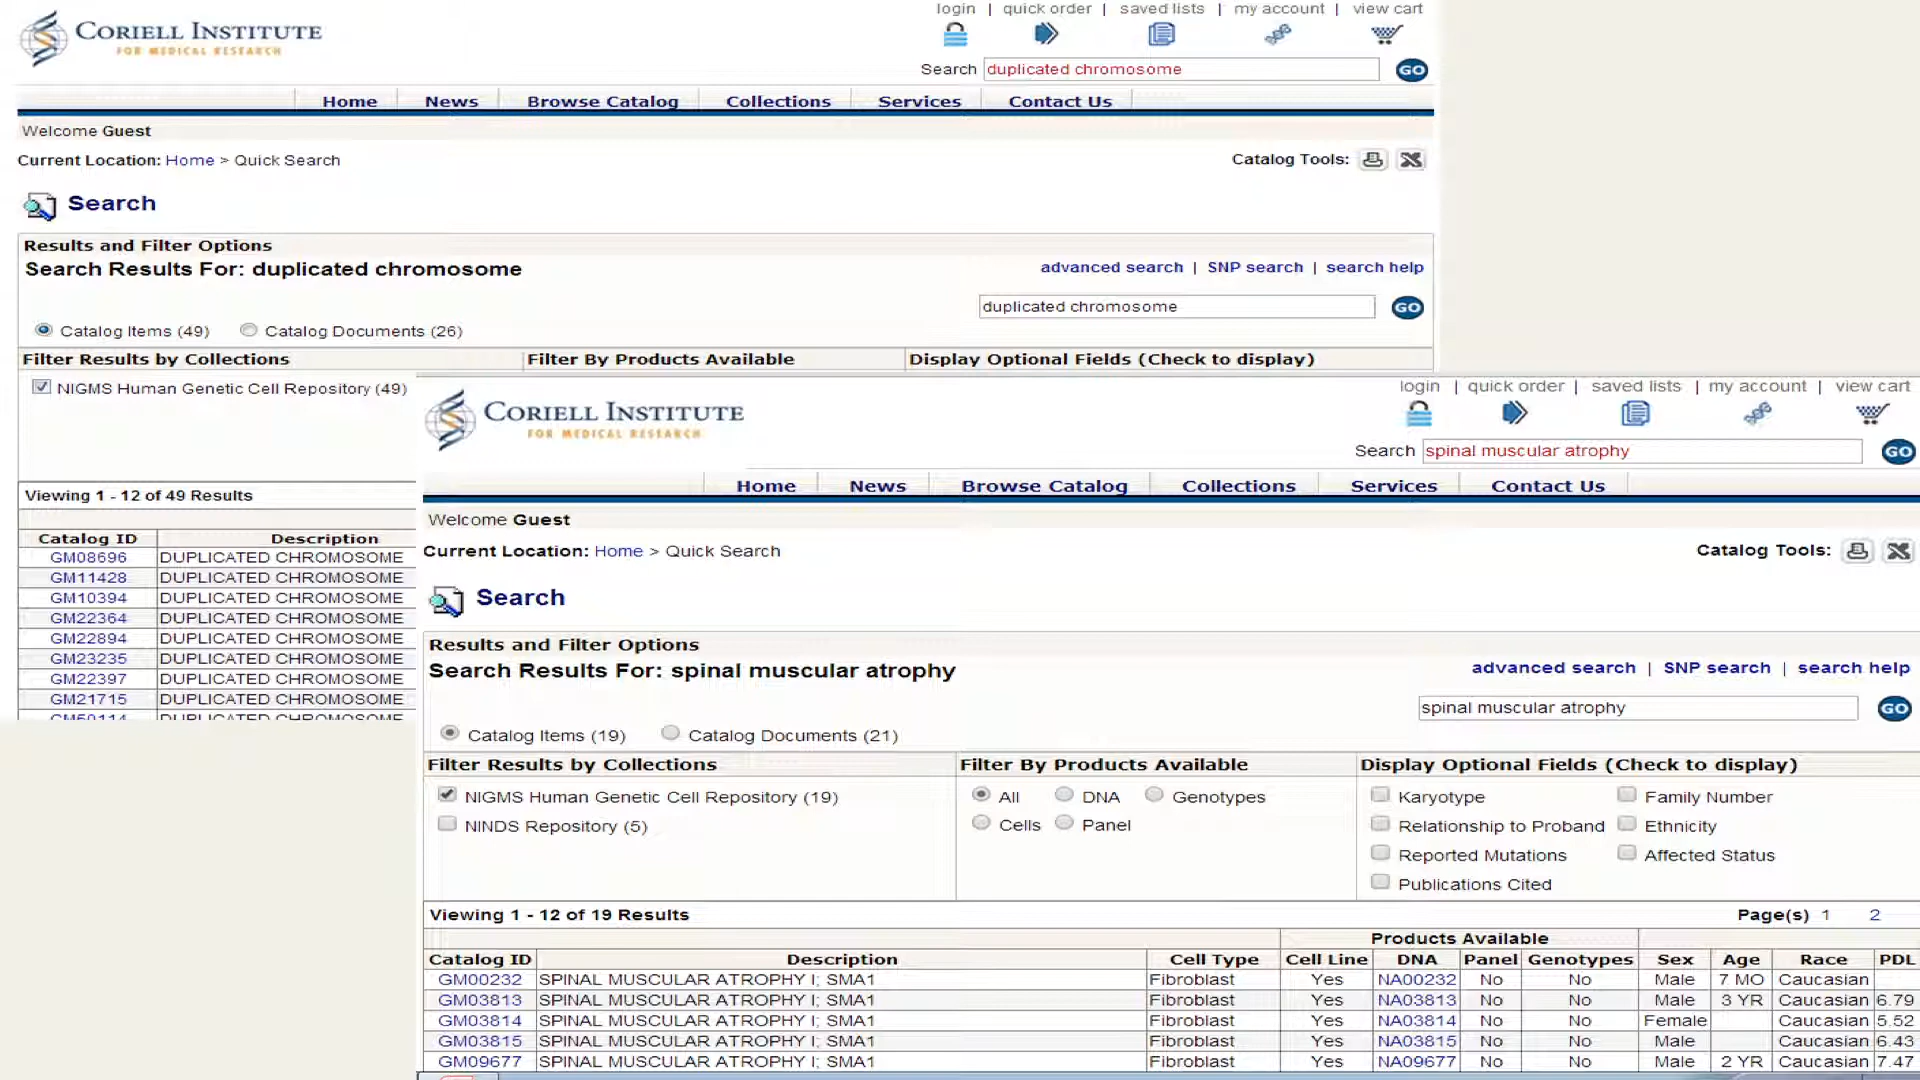 login | quick order | saved lists | my account | view cart
CORIELL INSTITUTE
FOR MEDICAL RESEARCH
Search duplicated chromosome GO
Home News Browse Catalog Collections Services Contact Us
Welcome Guest
Current Location: Home > Quick Search Catalog Tools:
Search
Results and Filter Options
Search Results For: duplicated chromosome advanced search | SNP search | search help
duplicated chromosome GO
Catalog Items (49) Catalog Documents (26)
Filter Results by Collections Filter By Products Available Display Optional Fields (Check to display)
NIGMS Human Genetic Cell Repository (49)
Viewing 1 - 12 of 49 Results
Catalog ID Description
GM08696 DUPLICATED CHROMOSOME
GM11428 DUPLICATED CHROMOSOME
GM10394 DUPLICATED CHROMOSOME
GM22364 DUPLICATED CHROMOSOME
GM22894 DUPLICATED CHROMOSOME
GM23235 DUPLICATED CHROMOSOME
GM22397 DUPLICATED CHROMOSOME
GM21715 DUPLICATED CHROMOSOME
DUPLICATED CHROMOSOME
login | quick order | saved lists | my account | view cart
CORIELL INSTITUTE
FOR MEDICAL RESEARCH
Search spinal muscular atrophy GO
Home News Browse Catalog Collections Services Contact Us
Welcome Guest
Current Location: Home > Quick Search Catalog Tools:
Search
Results and Filter Options
Search Results For: spinal muscular atrophy advanced search | SNP search | search help
spinal muscular atrophy GO
Catalog Items (19) Catalog Documents (21)
Filter Results by Collections Filter By Products Available Display Optional Fields (Check to display)
NIGMS Human Genetic Cell Repository (19) All DNA Genotypes Karyotype Family Number
NINDS Repository (5) Cells Panel Relationship to Proband Ethnicity
Reported Mutations Affected Status
Publications Cited
Viewing 1 - 12 of 19 Results Page(s) 1 2
Products Available
Catalog ID Description Cell Type Cell Line DNA Panel Genotypes Sex Age Race PDL
GM00232 SPINAL MUSCULAR ATROPHY I; SMA1 Fibroblast Yes NA00232 No No Male 7 MO Caucasian
GM03813 SPINAL MUSCULAR ATROPHY I; SMA1 Fibroblast Yes NA03813 No No Male 3 YR Caucasian 6.79
GM03814 SPINAL MUSCULAR ATROPHY I; SMA1 Fibroblast Yes NA03814 No No Female Caucasian 5.52
GM03815 SPINAL MUSCULAR ATROPHY I; SMA1 Fibroblast Yes NA03815 No No Male Caucasian 6.43
GM09677 SPINAL MUSCULAR ATROPHY I; SMA1 Fibroblast Yes NA09677 No No Male 2 YR Caucasian 7.47